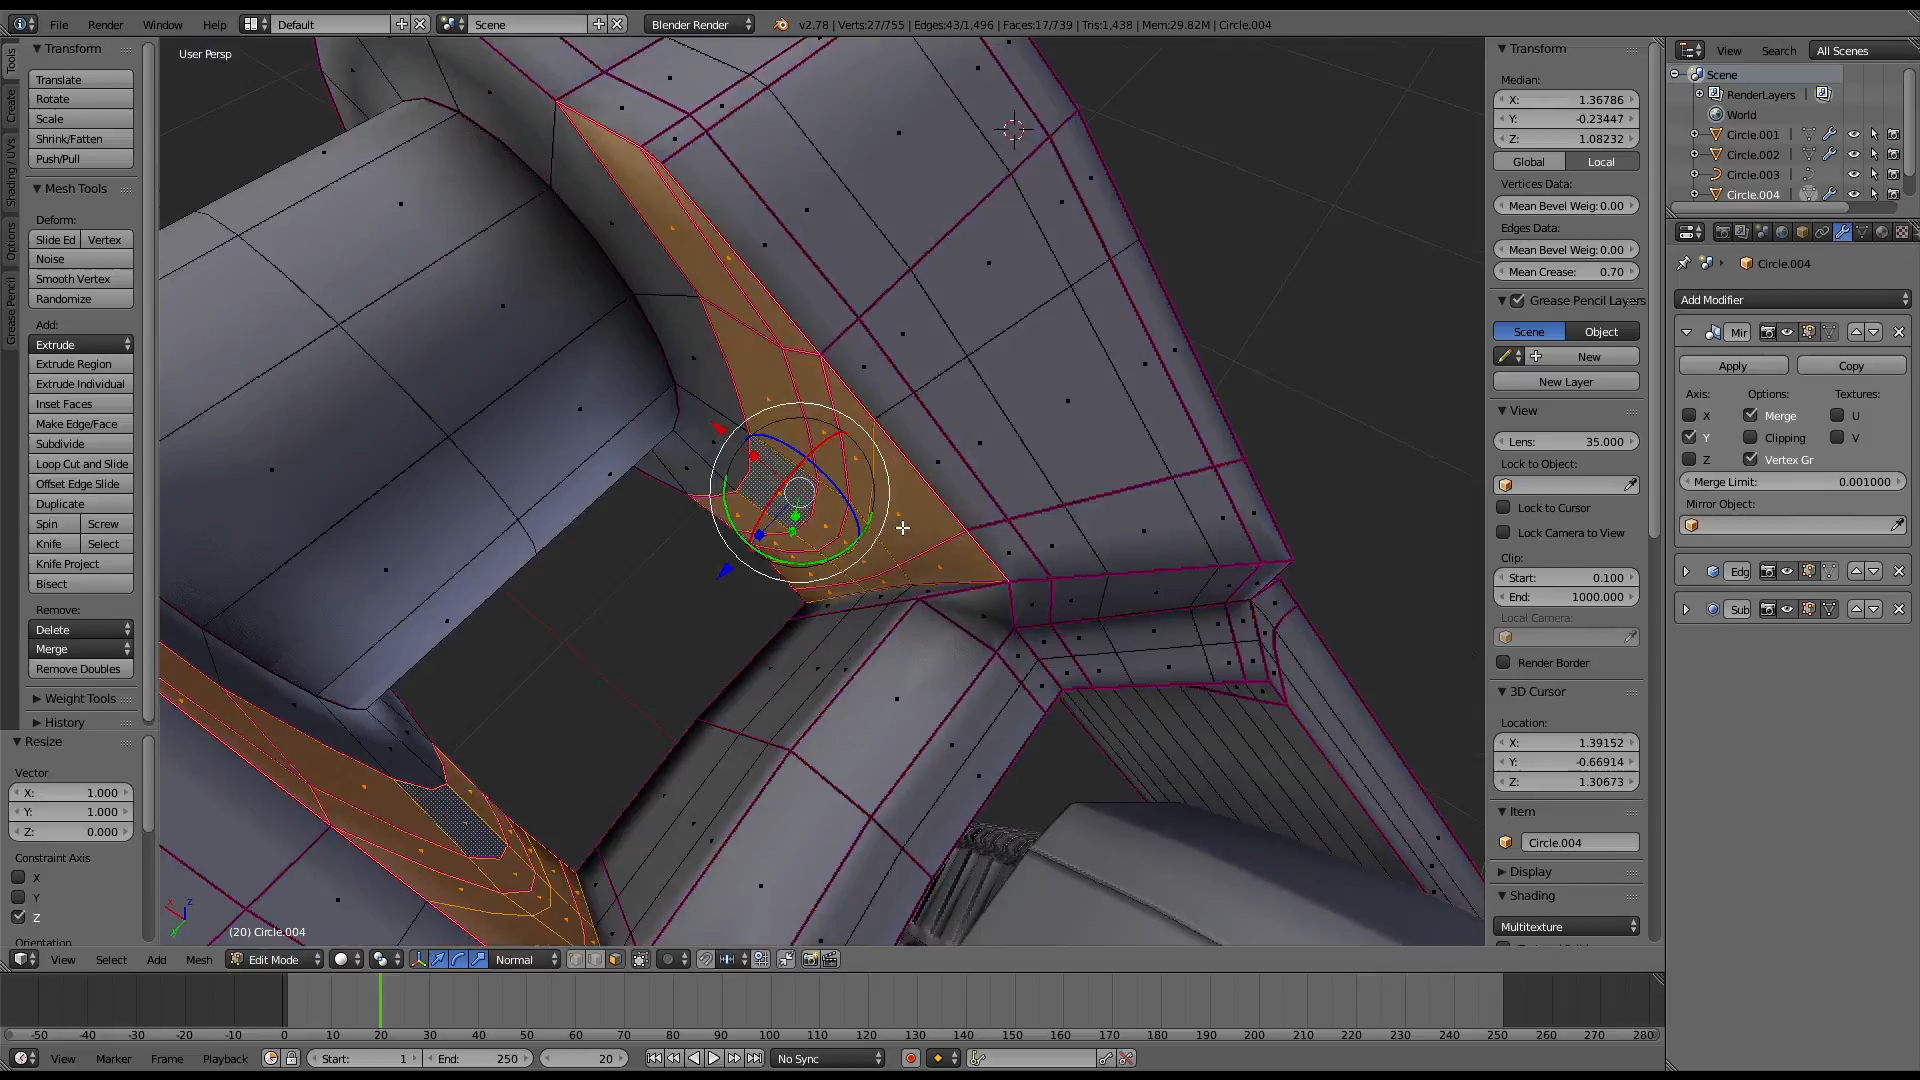 File Render Window Help Default Scene Blender Render v2.78 | Verts:27/755 | Edges:43/1,496 | Faces:17/739 | Tris:1,438 | Mem:29.82M | Circle.004
User Persp
Tools
Create
Shading / UVs
Options
Grease Pencil
Transform
Translate
Rotate
Scale
Shrink/Fatten
Push/Pull
Mesh Tools
Deform:
Slide Ed Vertex
Noise
Smooth Vertex
Randomize
Add:
Extrude
Extrude Region
Extrude Individual
Inset Faces
Make Edge/Face
Subdivide
Loop Cut and Slide
Offset Edge Slide
Duplicate
Spin Screw
Knife Select
Knife Project
Bisect
Remove:
Delete
Merge
Remove Doubles
Weight Tools
History
Resize
Vector
X: 1.000
Y: 1.000
Z: 0.000
Constraint Axis
X
Y
Z
Orientation
(20) Circle.004
Transform
Median:
X: 1.36786
Y: -0.23447
Z: 1.08232
Global Local
Vertices Data:
Mean Bevel Weig: 0.00
Edges Data:
Mean Bevel Weig: 0.00
Mean Crease: 0.70
Grease Pencil Layers
Scene Object
New
New Layer
View
Lens: 35.000
Lock to Object:
Lock to Cursor
Lock Camera to View
Clip:
Start: 0.100
End: 1000.000
Local Camera:
Render Border
3D Cursor
Location:
X: 1.39152
Y: -0.66914
Z: 1.30673
Item
Circle.004
Display
Shading
Multitexture
View Search All Scenes
Scene
RenderLayers |
World
Circle.001
Circle.002
Circle.003
Circle.004
Circle.004
Add Modifier
Mir
Apply Copy
Axis: Options: Textures:
X Merge U
Y Clipping V
Z Vertex Gr
Merge Limit: 0.001000
Mirror Object:
Edg
Sub
View Select Add Mesh Edit Mode Normal
-50 -40 -30 -20 -10 0 10 20 30 40 50 60 70 80 90 100 110 120 130 140 150 160 170 180 190 200 210 220 230 240 250 260 270 280
View Marker Frame Playback Start: 1 End: 250 20 No Sync